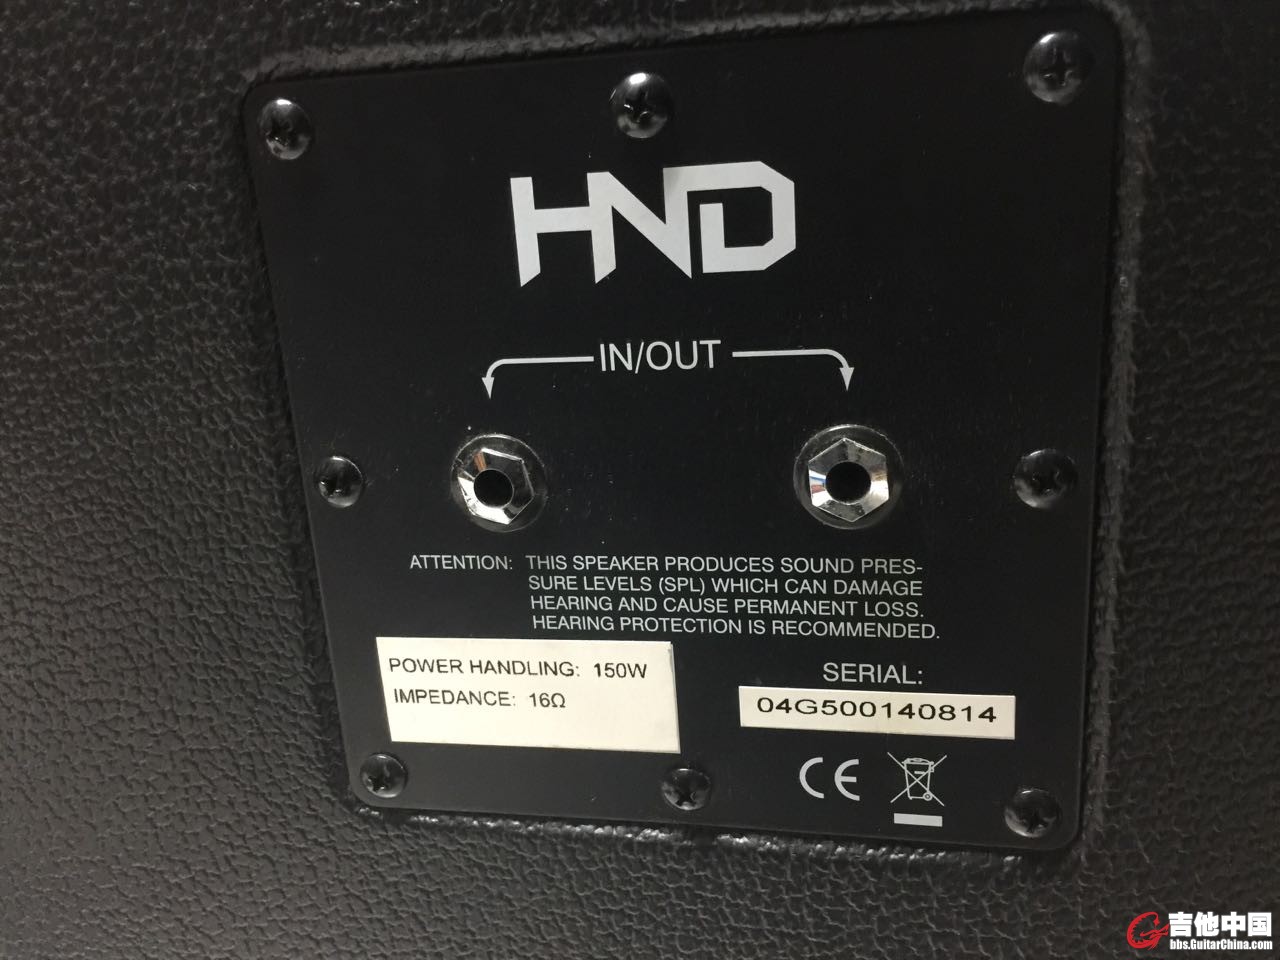 HND
IN/OUT
ATTENTION: THIS SPEAKER PRODUCES SOUND PRES-
SURE LEVELS (SPL) WHICH CAN DAMAGE
HEARING AND CAUSE PERMANENT LOSS.
HEARING PROTECTION IS RECOMMENDED.
POWER HANDLING: 150W
IMPEDANCE: 16Ω
SERIAL:
04G500140814
CE
吉他中国
bbs.GuitarChina.com